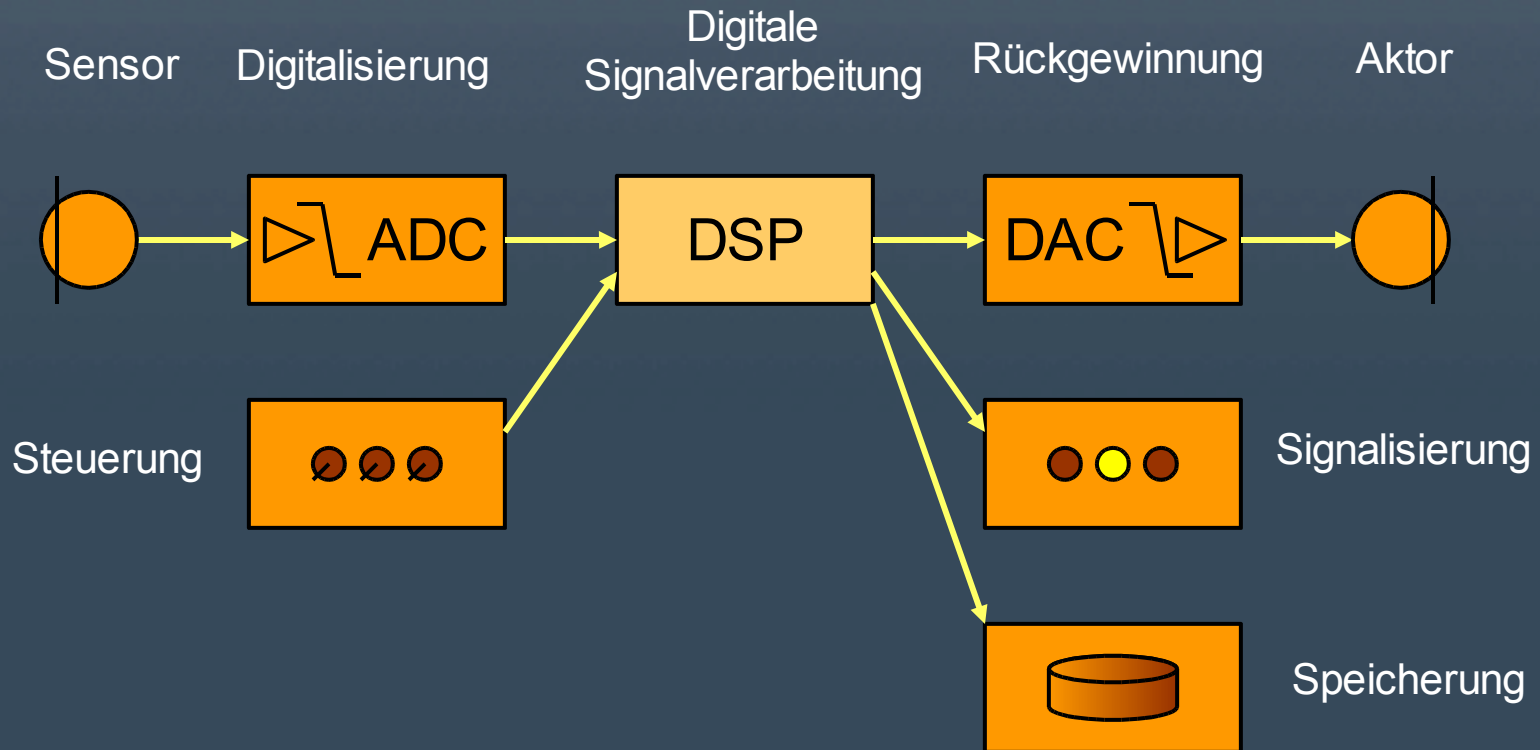 Sensor
Digitalisierung
Digitale
Signalverarbeitung
Rückgewinnung
Aktor
ADC
DSP
DAC
Steuerung
Signalisierung
Speicherung